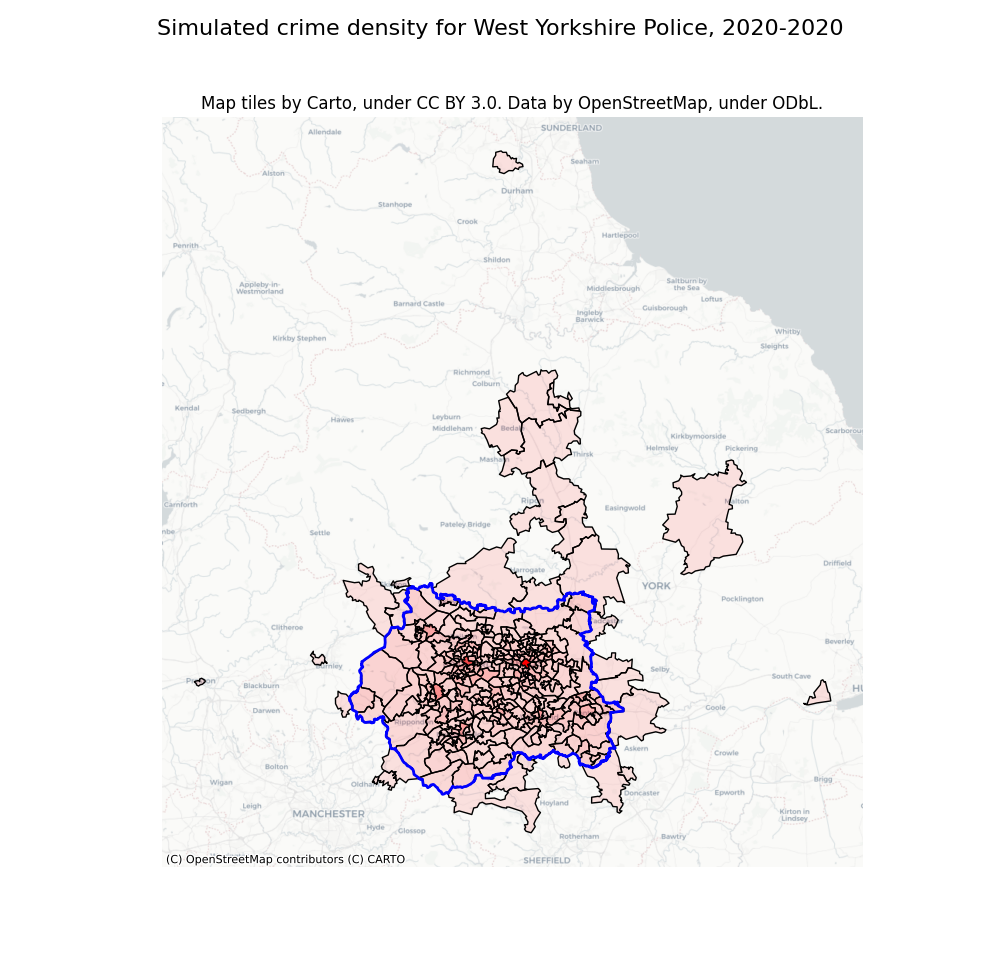 Simulated crime density for West Yorkshire Police, 2020-2020
Map tiles by Carto, under CC BY 3.0. Data by OpenStreetMap, under ODbL.
SUNDERLAND
Allendale
Seaham
Alston
Durham
Stanhope
Crook
Hartlepool
Penrith
Shildon
Appleby-in-
Westmorland
Middlesbrough
Saltburn by
the Sea
Loftus
Barnard Castle
Guisborough
Ingleby
Barwick
Whitby
Kirkby Stephen
Sleights
Richmond
Colburn
Kendal
Sedbergh
Hawes
Leyburn
Middleham
Bedale
Scarborou
Kirkbymoorside
Helmsley
Pickering
Masham
Thirsk
Carnforth
Ripon
Malton
Easingwold
Pateley Bridge
Settle
Driffield
Harrogate
YORK
Pocklington
Clitheroe
Beverley
Burnley
Selby
Preston
Blackburn
South Cave
HU
Darwen
Goole
Ripponden
Askern
Crowle
Bolton
Wigan
Oldham
Brigg
Doncaster
Epworth
Leigh
Hoyland
MANCHESTER
Kirton in
Lindsey
Hyde
Glossop
Rotherham
Bawtry
SHEFFIELD
(C) OpenStreetMap contributors (C) CARTO